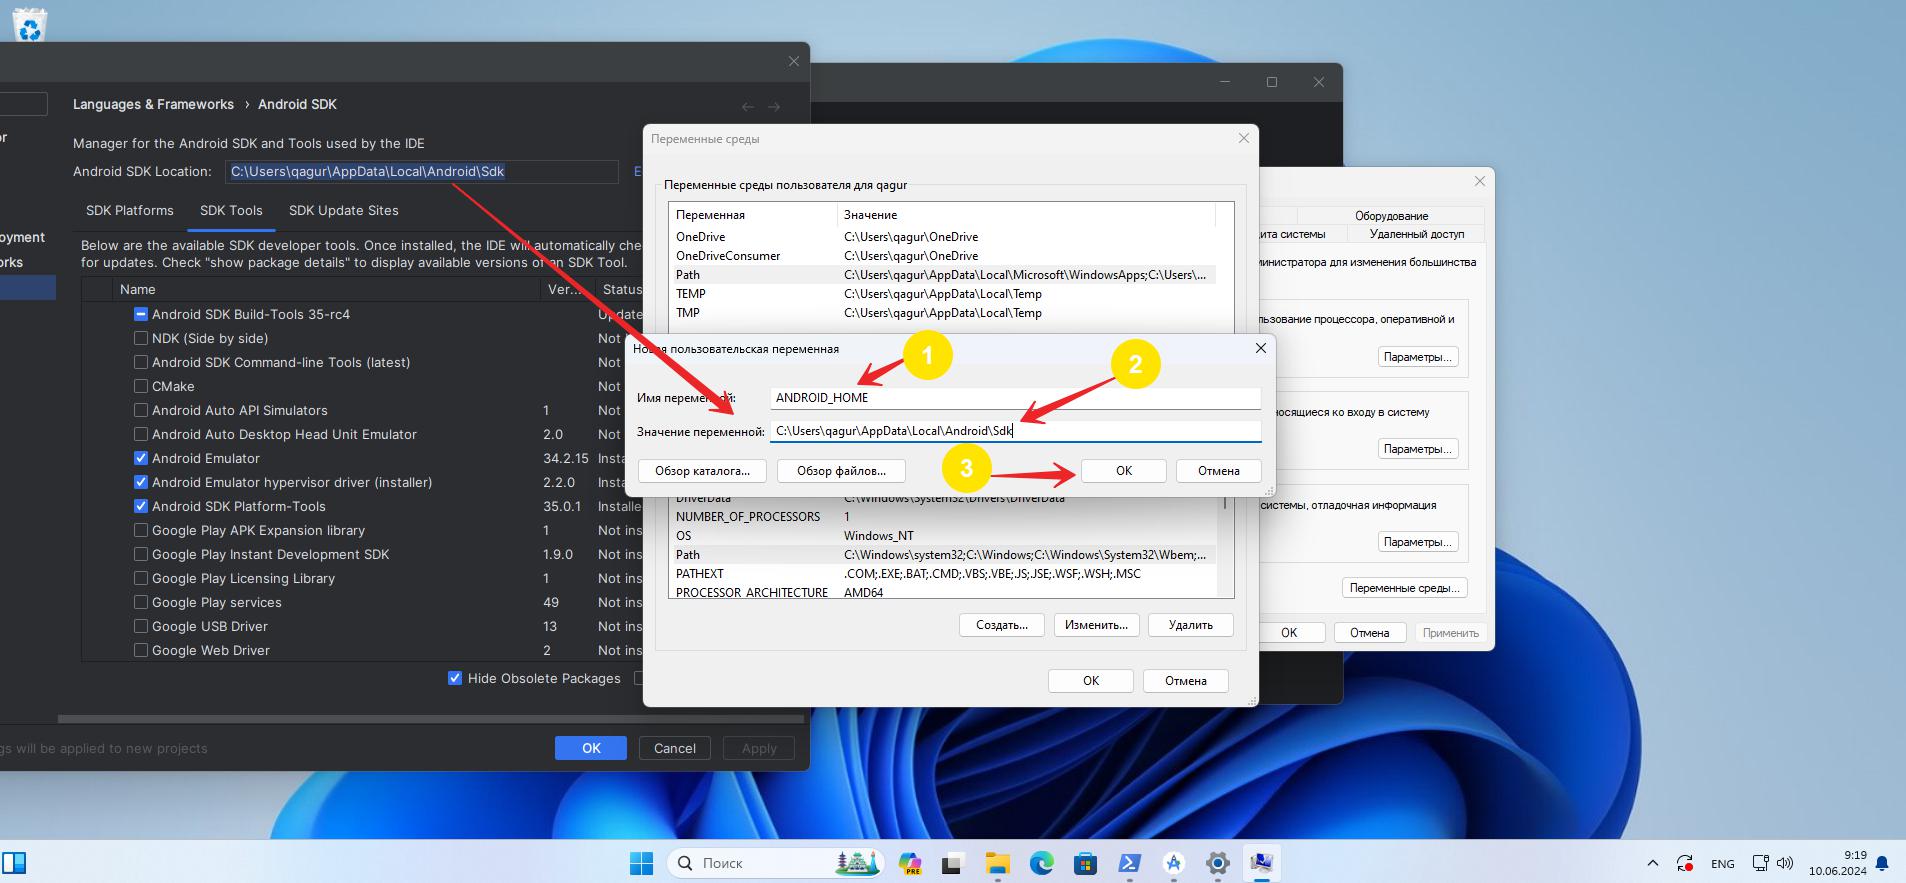 or
oyment
orks
Languages & Frameworks › Android SDK
Manager for the Android SDK and Tools used by the IDE
Android SDK Location: C:\Users\qagur\AppData\Local\Android\Sdk E
SDK Platforms SDK Tools SDK Update Sites
Below are the available SDK developer tools. Once installed, the IDE will automatically che
for updates. Check "show package details" to display available versions of an SDK Tool.
Name Ver... Status
Android SDK Build-Tools 35-rc4 Update
NDK (Side by side) Not
Android SDK Command-line Tools (latest) Not
CMake Not
Android Auto API Simulators 1 Not
Android Auto Desktop Head Unit Emulator 2.0 Not
Android Emulator 34.2.15 Insta
Android Emulator hypervisor driver (installer) 2.2.0 Insta
Android SDK Platform-Tools 35.0.1 Installe
Google Play APK Expansion library 1 Not ins
Google Play Instant Development SDK 1.9.0 Not ins
Google Play Licensing Library 1 Not ins
Google Play services 49 Not ins
Google USB Driver 13 Not ins
Google Web Driver 2 Not ins
Hide Obsolete Packages
gs will be applied to new projects
OK Cancel Apply
Переменные среды
Переменные среды пользователя для qagur
Переменная Значение
OneDrive C:\Users\qagur\OneDrive
OneDriveConsumer C:\Users\qagur\OneDrive
Path C:\Users\qagur\AppData\Local\Microsoft\WindowsApps;C:\Users\...
TEMP C:\Users\qagur\AppData\Local\Temp
TMP C:\Users\qagur\AppData\Local\Temp
Новая пользовательская переменная
1
2
Имя переменной: ANDROID_HOME
Значение переменной: C:\Users\qagur\AppData\Local\Android\Sdk
Обзор каталога... Обзор файлов... 3 OK Отмена
DriverData C:\Windows\System32\Drivers\DriverData
NUMBER_OF_PROCESSORS 1
OS Windows_NT
Path C:\Windows\system32;C:\Windows;C:\Windows\System32\Wbem;...
PATHEXT .COM;.EXE;.BAT;.CMD;.VBS;.VBE;.JS;.JSE;.WSF;.WSH;.MSC
PROCESSOR_ARCHITECTURE AMD64
Создать... Изменить... Удалить
OK Отмена
Оборудование
ита системы Удаленный доступ
министратора для изменения большинства
льзование процессора, оперативной и
Параметры...
носящиеся ко входу в систему
Параметры...
системы, отладочная информация
Параметры...
Переменные среды...
OK Отмена Применить
Поиск
PRE
ENG
9:19
10.06.2024